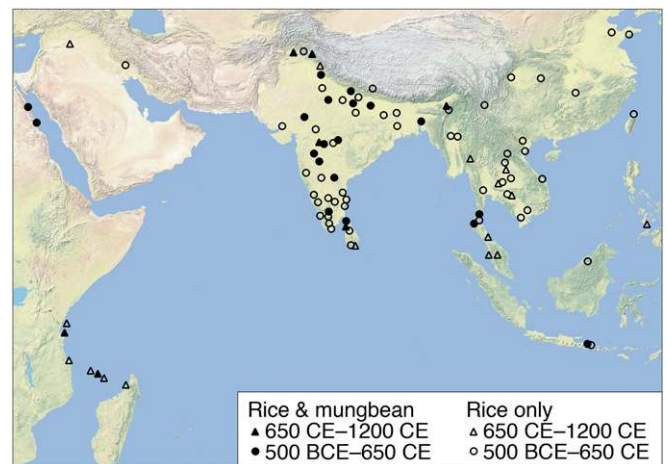 Rice & mungbean Rice only
▲ 650 CE–1200 CE △ 650 CE–1200 CE
● 500 BCE–650 CE ○ 500 BCE–650 CE